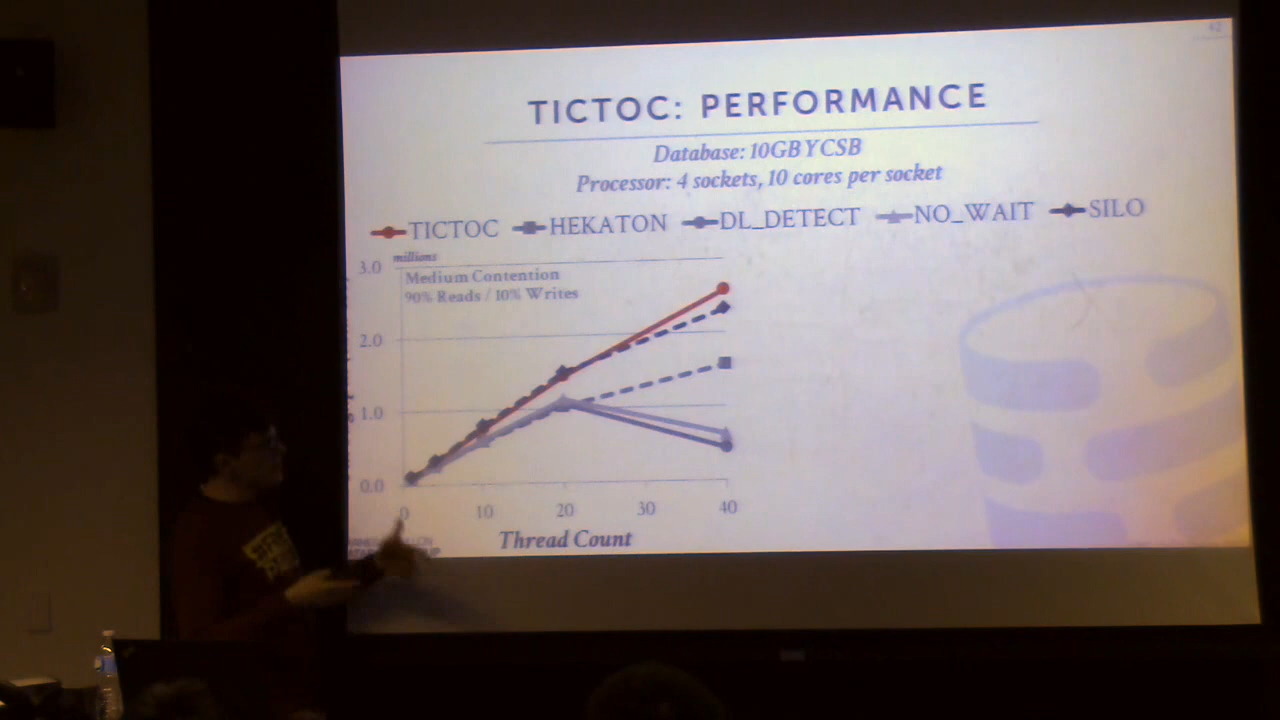 42
TICTOC: PERFORMANCE
Database: 10GB YCSB
Processor: 4 sockets, 10 cores per socket
TICTOC HEKATON DL_DETECT NO_WAIT SILO
millions
3.0
Medium Contention
90% Reads / 10% Writes
2.0
1.0
0.0
0 10 20 30 40
Thread Count